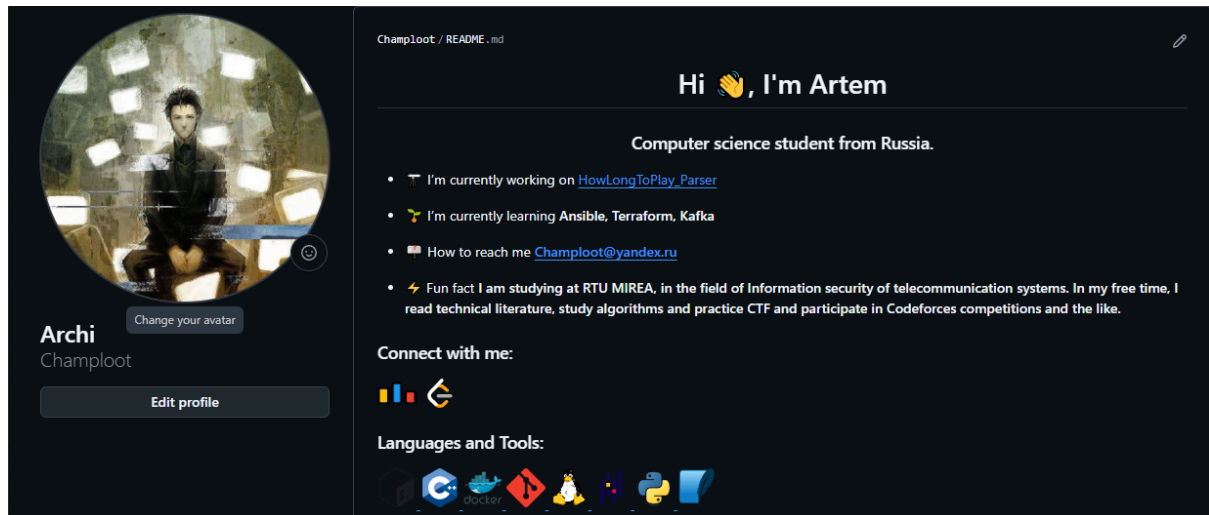 Champloot / README.md
Hi 👋, I'm Artem
Computer science student from Russia.
I'm currently working on HowLongToPlay_Parser
I'm currently learning Ansible, Terraform, Kafka
How to reach me Champloot@yandex.ru
Fun fact I am studying at RTU MIREA, in the field of Information security of telecommunication systems. In my free time, I
read technical literature, study algorithms and practice CTF and participate in Codeforces competitions and the like.
Change your avatar
Archi
Champloot
Edit profile
Connect with me:
Languages and Tools:
docker